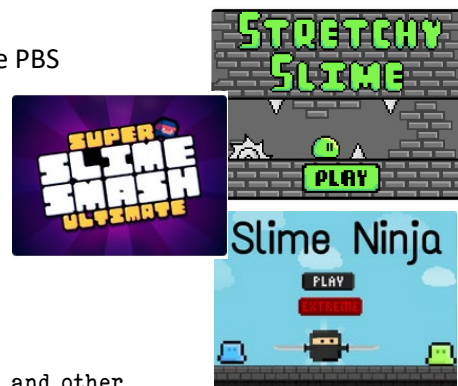 e PBS
STRETCHY
SLIME
PLAY
SUPER
SLIME
SMASH
ULTIMATE
Slime Ninja
PLAY
EXTREME
and other